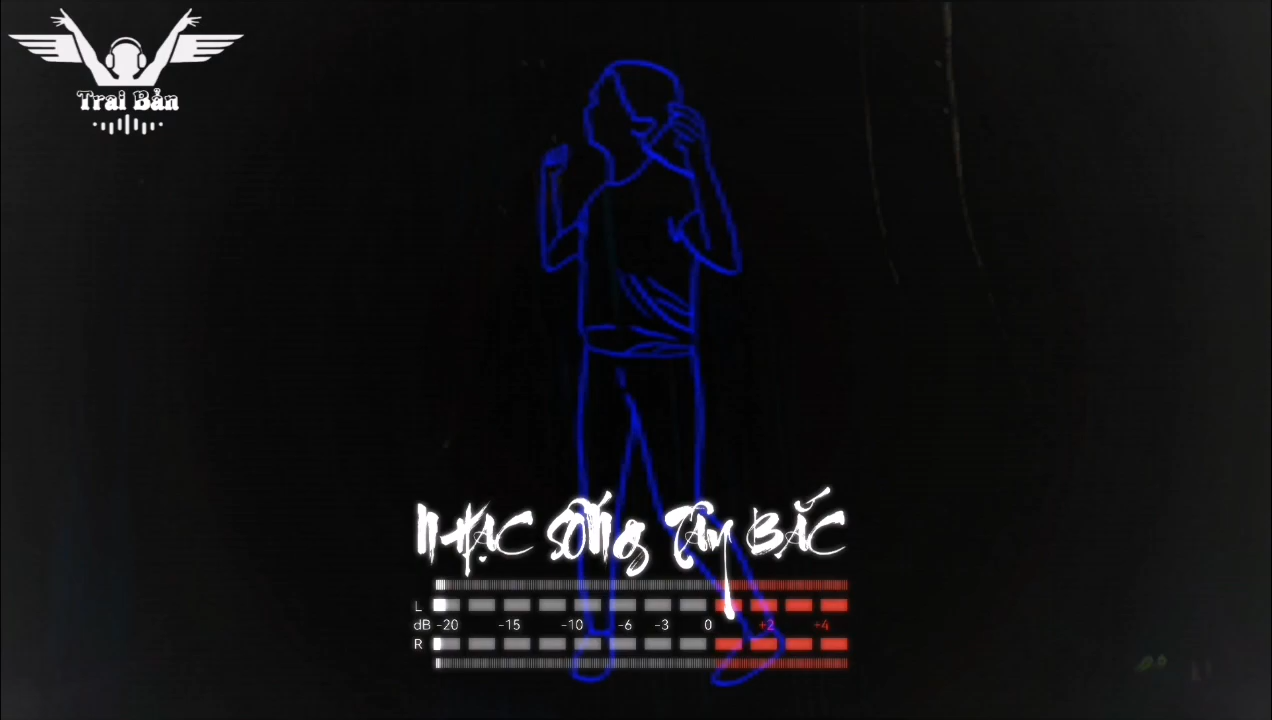 Trai Bản
NHẠC SỐNG TÂY BẮC
L
dB -20 -15 -10 -6 -3 0 +2 +4
R